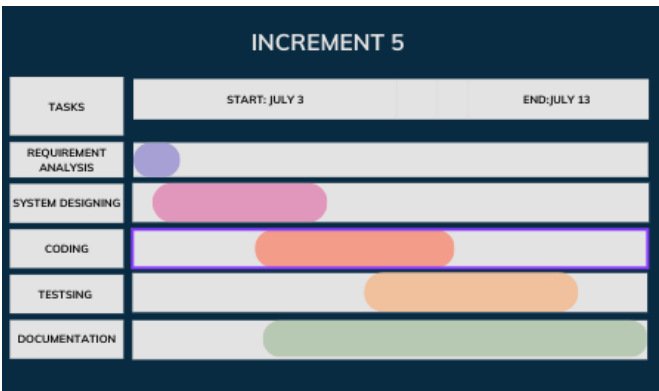 INCREMENT 5
TASKS
START: JULY 3
END:JULY 13
REQUIREMENT
ANALYSIS
SYSTEM DESIGNING
CODING
TESTSING
DOCUMENTATION